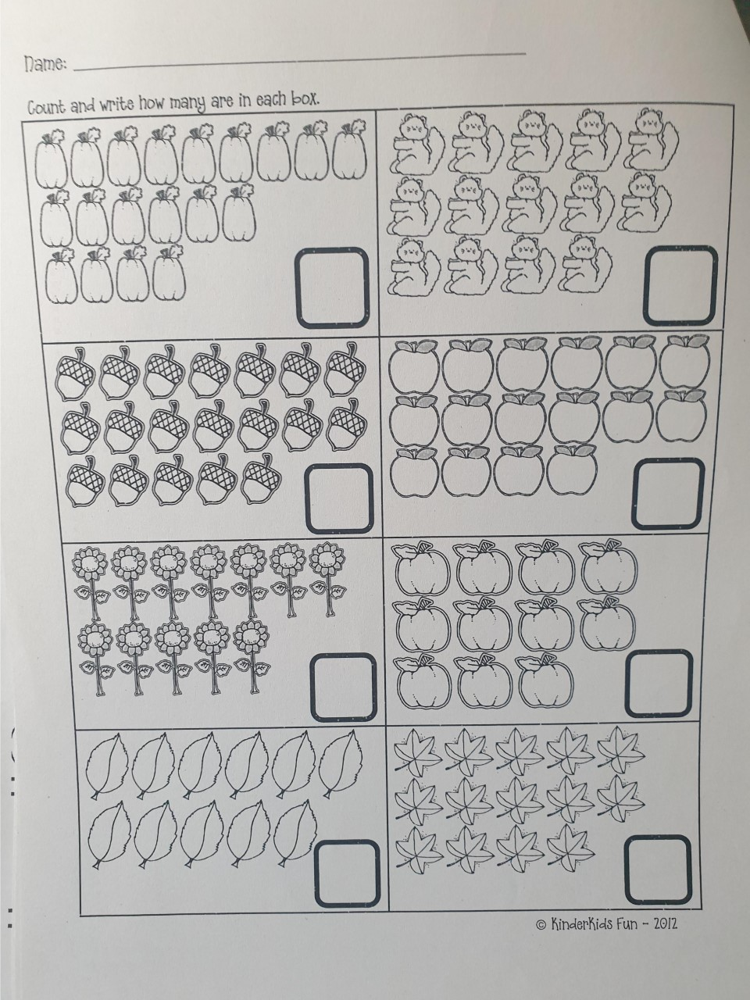 Name:
Count and write how many are in each box.
© KinderKids Fun - 2012